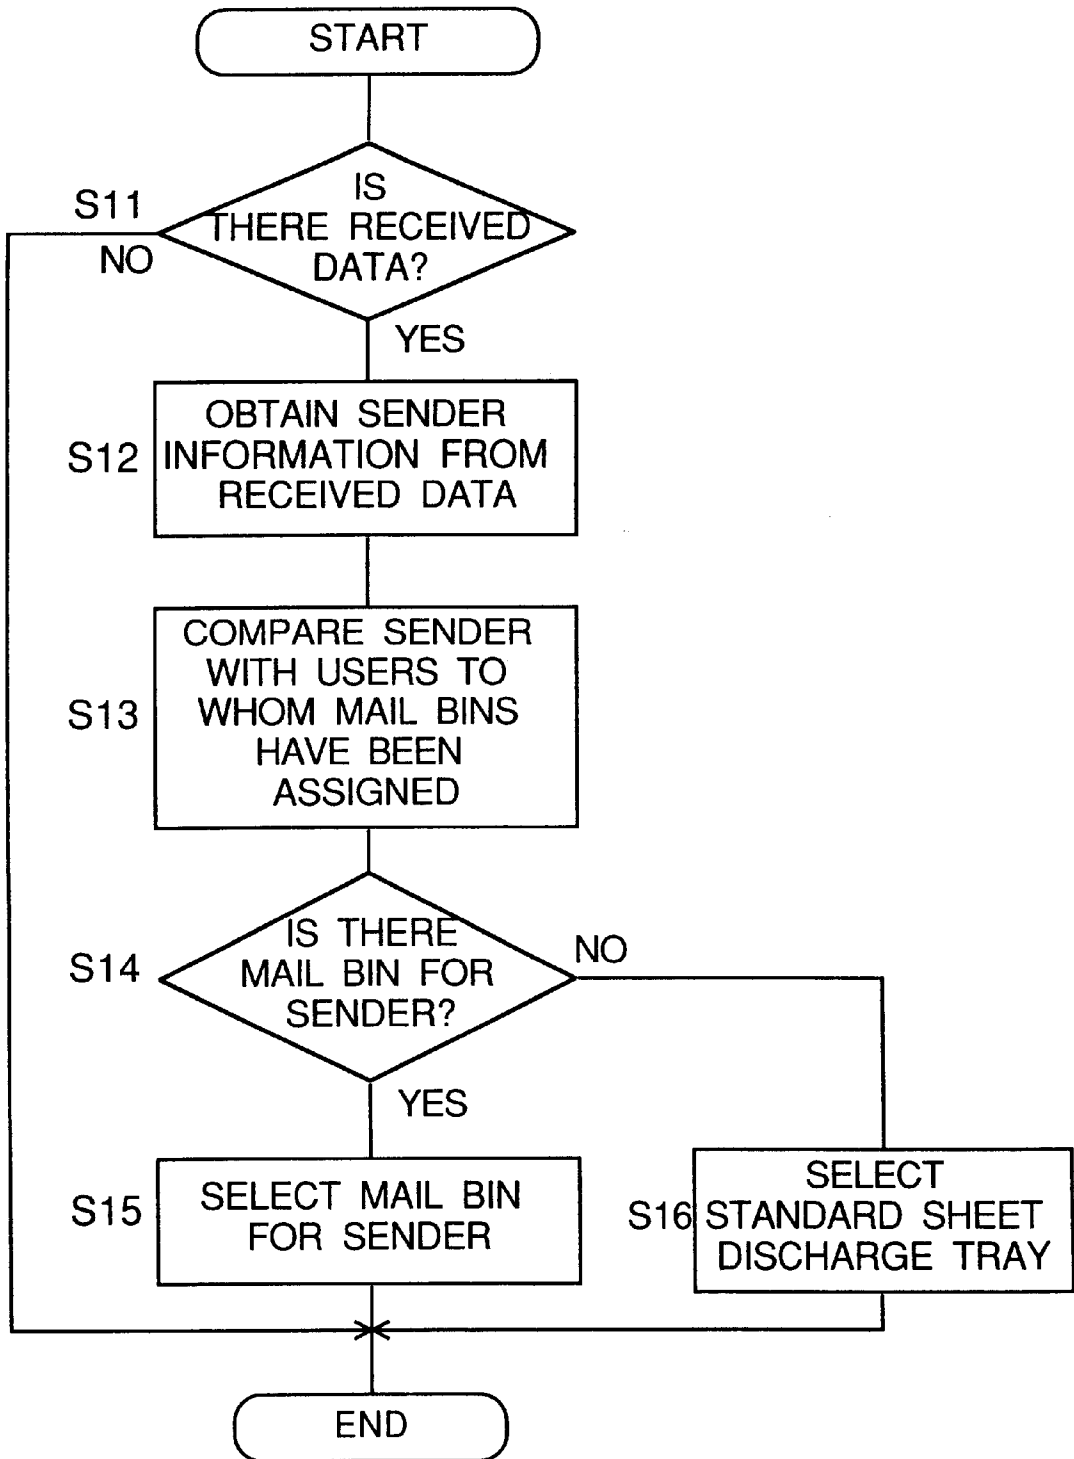 START
S11
IS
THERE RECEIVED
DATA?
NO
YES
S12
OBTAIN SENDER
INFORMATION FROM
RECEIVED DATA
S13
COMPARE SENDER
WITH USERS TO
WHOM MAIL BINS
HAVE BEEN
ASSIGNED
S14
IS THERE
MAIL BIN FOR
SENDER?
NO
YES
S15
SELECT MAIL BIN
FOR SENDER
S16
SELECT
STANDARD SHEET
DISCHARGE TRAY
END